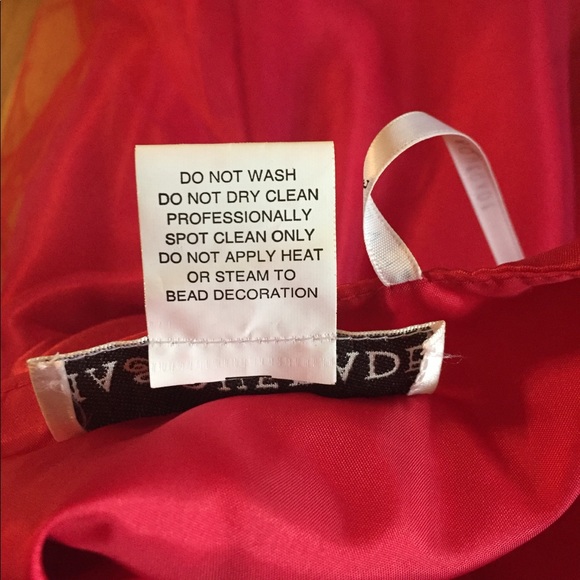 DO NOT WASH
DO NOT DRY CLEAN
PROFESSIONALLY
SPOT CLEAN ONLY
DO NOT APPLY HEAT
OR STEAM TO
BEAD DECORATION